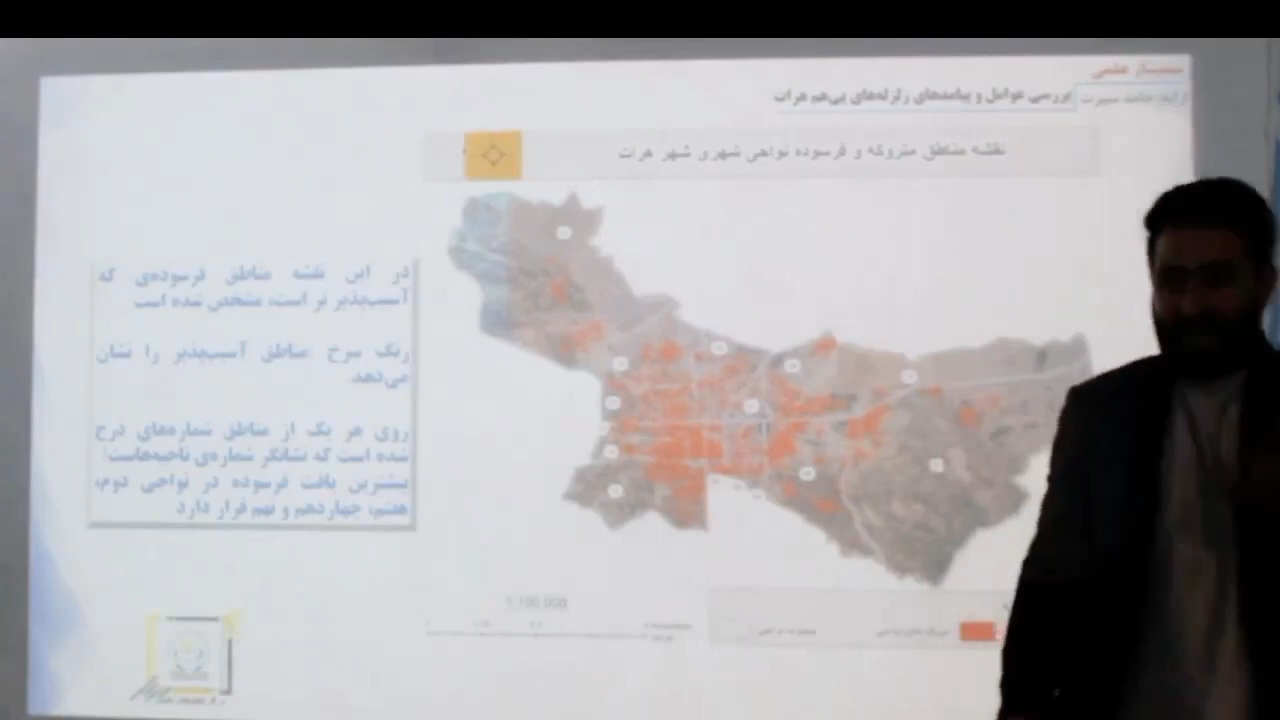 سمینار علمی
بررسی عوامل و پیامدهای زلزله‌های پی‌هم هرات
نقشه مناطق متروکه و فرسوده نواحی شهری شهر هرات
در این نقشه مناطق فرسوده‌ی که
آسیب‌پذیر تر است، مشخص شده است
رنگ سرخ مناطق آسیب‌پذیر را نشان
می‌دهد
روی هر یک از مناطق شماره‌های درج
شده است که نشانگر شماره‌ی ناحیه‌هاست؛
بیشترین بافت فرسوده در نواحی دوم،
هفتم، چهاردهم و نهم قرار دارد